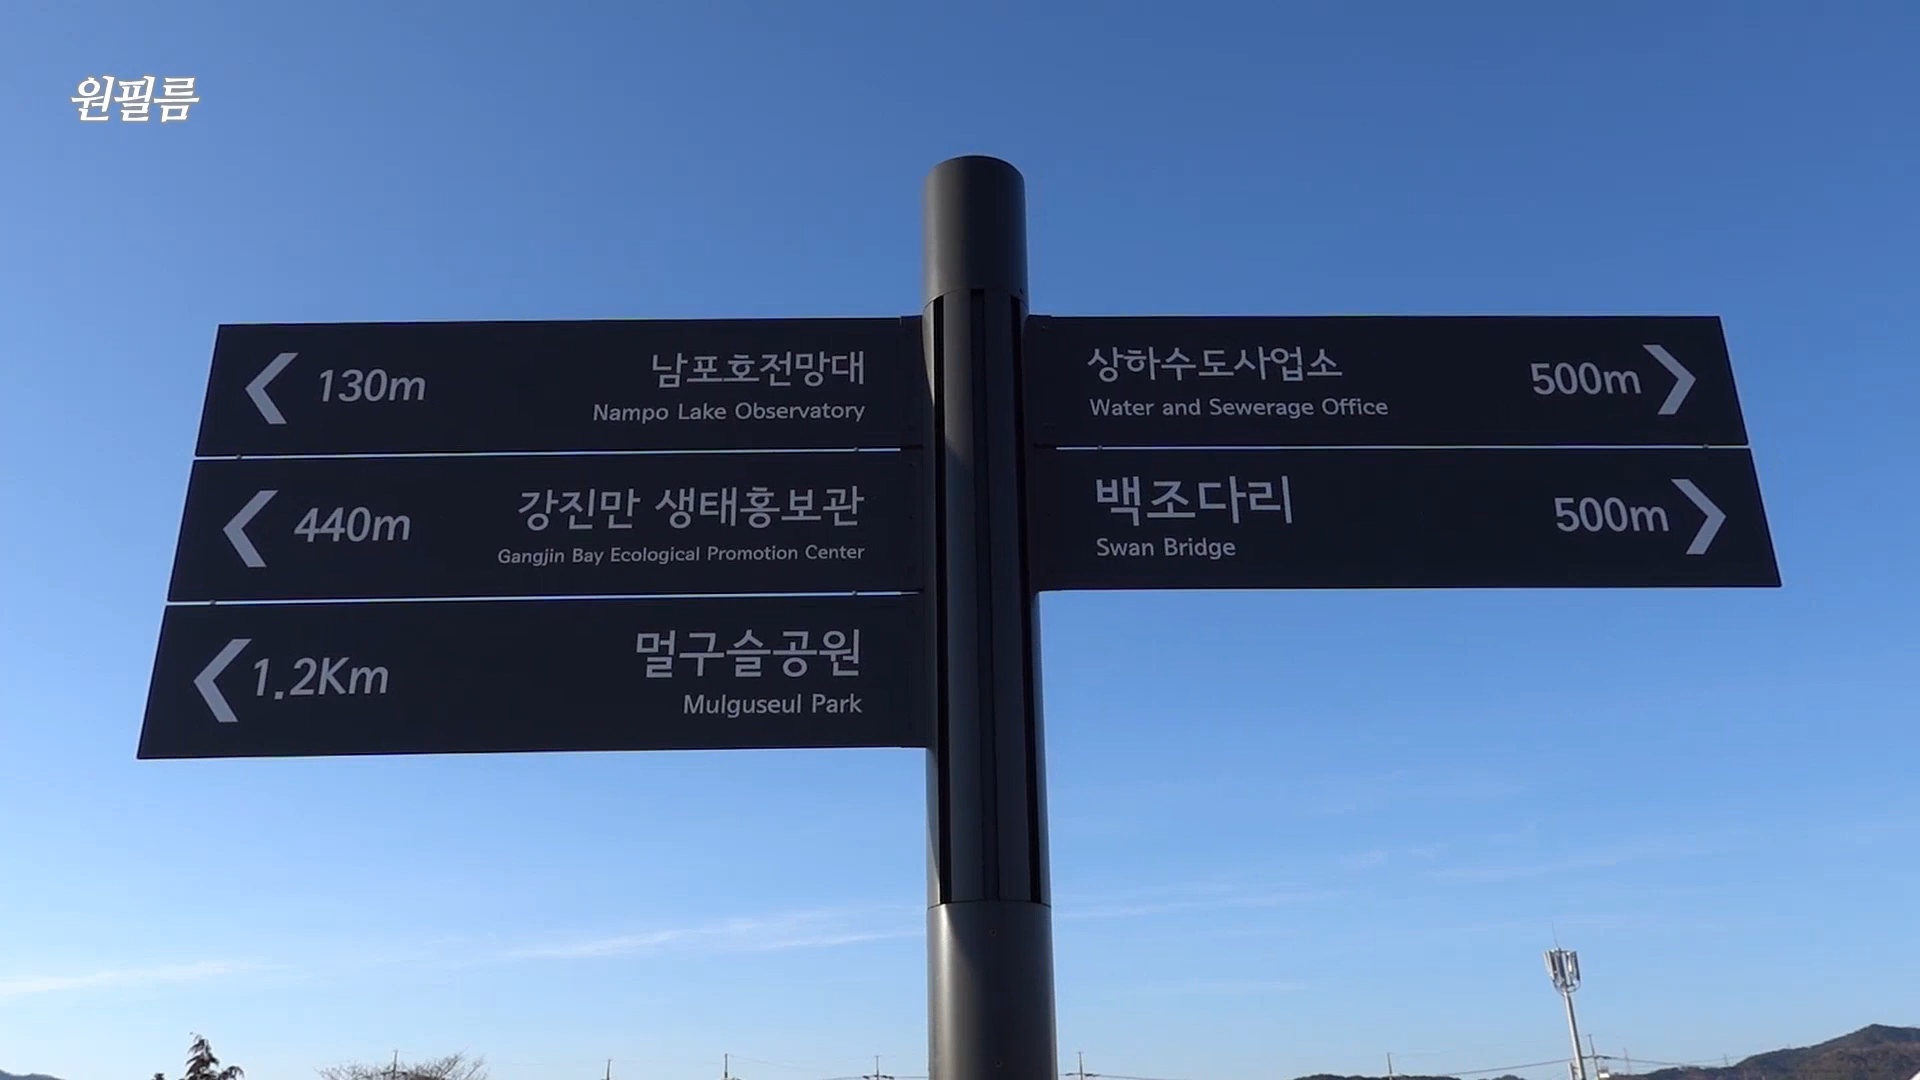 원필름
130m
남포호전망대
Nampo Lake Observatory
440m
강진만 생태홍보관
Gangjin Bay Ecological Promotion Center
1.2Km
멀구슬공원
Mulguseul Park
상하수도사업소
Water and Sewerage Office
500m
백조다리
Swan Bridge
500m